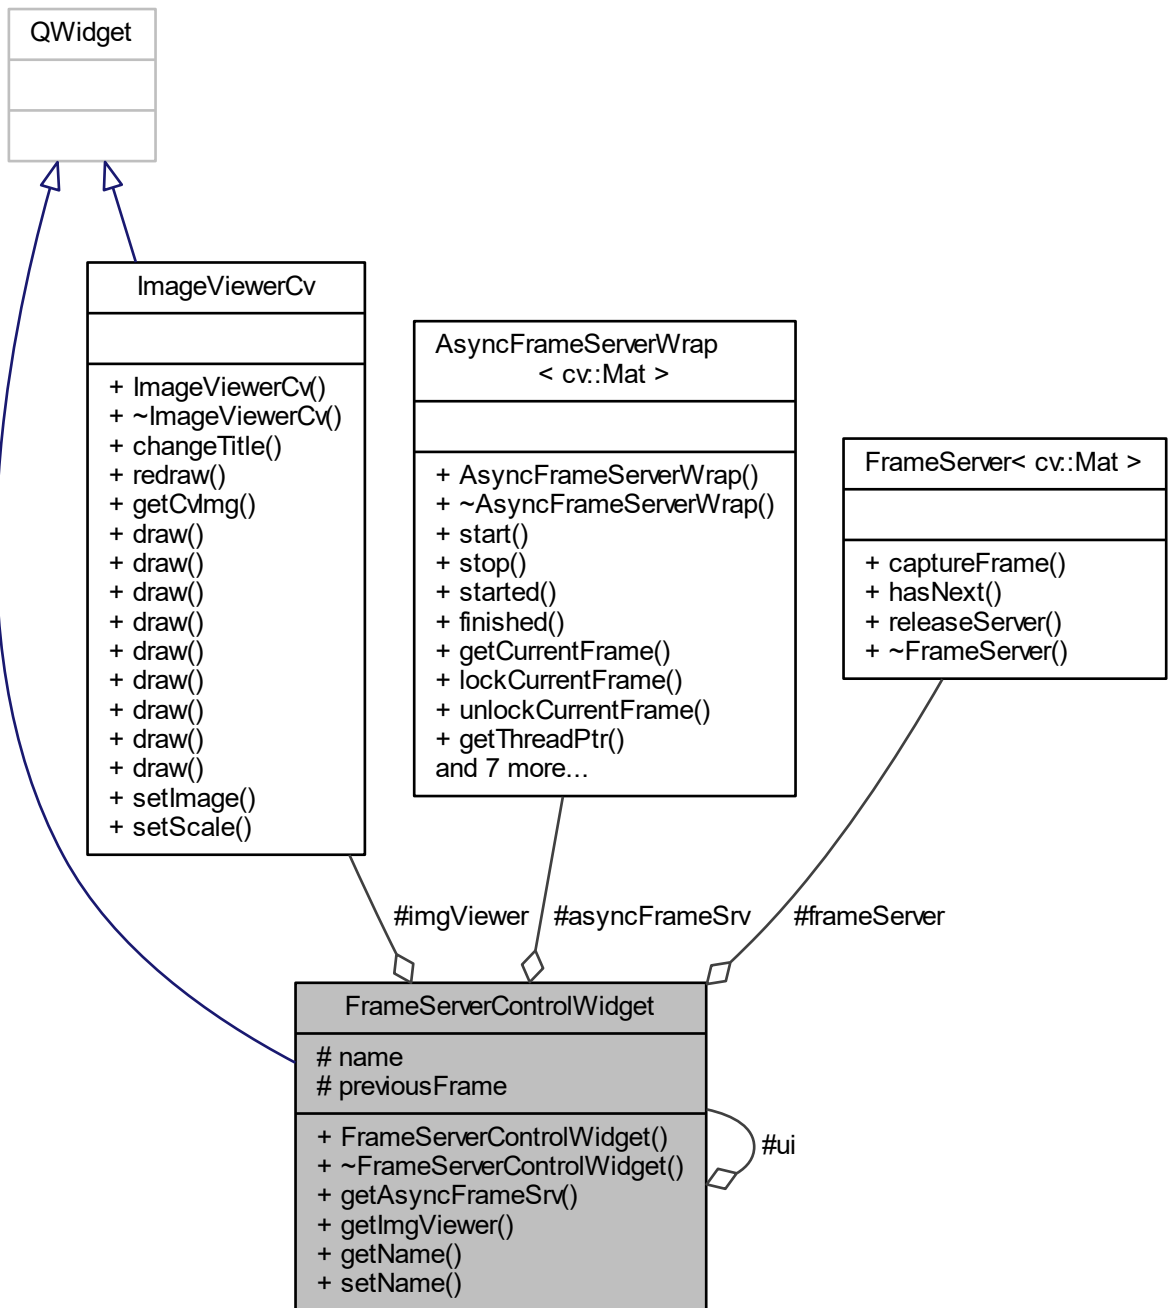 QWidget
ImageViewerCv
+ ImageViewerCv()
+ ~ImageViewerCv()
+ changeTitle()
+ redraw()
+ getCvImg()
+ draw()
+ draw()
+ draw()
+ draw()
+ draw()
+ draw()
+ draw()
+ draw()
+ draw()
+ setImage()
+ setScale()
AsyncFrameServerWrap
< cv::Mat >
+ AsyncFrameServerWrap()
+ ~AsyncFrameServerWrap()
+ start()
+ stop()
+ started()
+ finished()
+ getCurrentFrame()
+ lockCurrentFrame()
+ unlockCurrentFrame()
+ getThreadPtr()
and 7 more...
FrameServer< cv::Mat >
+ captureFrame()
+ hasNext()
+ releaseServer()
+ ~FrameServer()
#imgViewer
#asyncFrameSrv
#frameServer
FrameServerControlWidget
# name
# previousFrame
+ FrameServerControlWidget()
+ ~FrameServerControlWidget()
+ getAsyncFrameSrv()
+ getImgViewer()
+ getName()
+ setName()
#ui